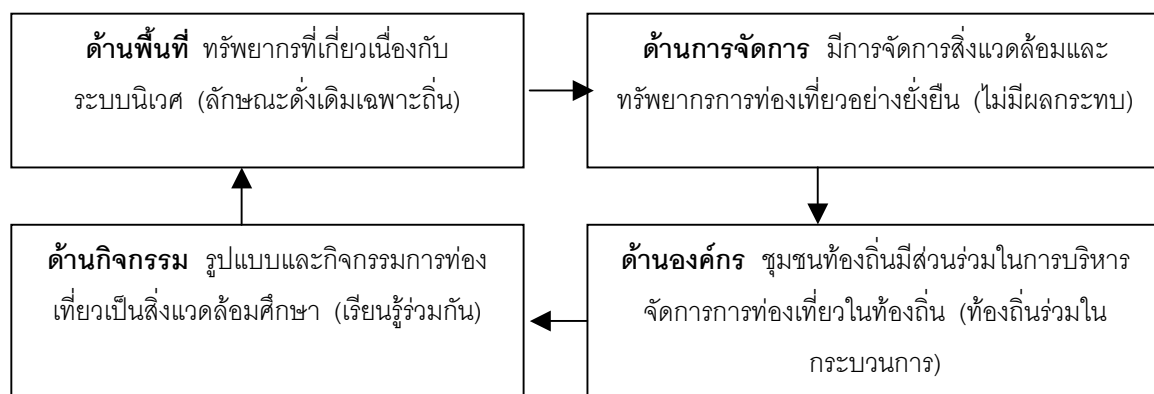 ด้านพื้นที่ ทรัพยากรที่เกี่ยวเนื่องกับ
ระบบนิเวศ (ลักษณะดั่งเดิมเฉพาะถิ่น)
ด้านการจัดการ มีการจัดการสิ่งแวดล้อมและ
ทรัพยากรการท่องเที่ยวอย่างยั่งยืน (ไม่มีผลกระทบ)
ด้านกิจกรรม รูปแบบและกิจกรรมการท่อง
เที่ยวเป็นสิ่งแวดล้อมศึกษา (เรียนรู้ร่วมกัน)
ด้านองค์กร ชุมชนท้องถิ่นมีส่วนร่วมในการบริหาร
จัดการการท่องเที่ยวในท้องถิ่น (ท้องถิ่นร่วมใน
กระบวนการ)